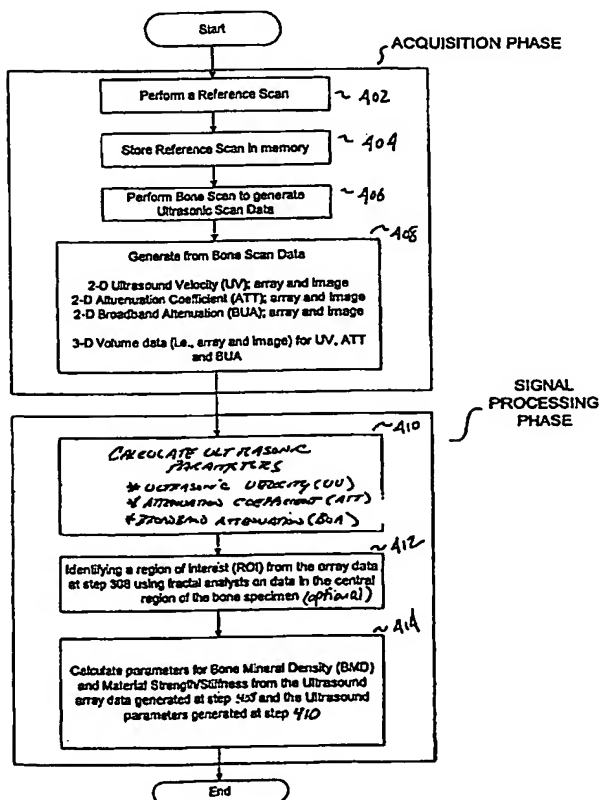 Start
ACQUISITION PHASE
Perform a Reference Scan
~ 402
Store Reference Scan in memory
~ 404
Perform Bone Scan to generate
Ultrasonic Scan Data
~406
~408
Generate from Bone Scan Data
2-D Ultrasound Velocity (UV); array and Image
2-D Attenuation Coefficient (ATT); array and Image
2-D Broadband Attenuation (BUA); array and Image
3-D Volume data (i.e., array and Image) for UV, ATT
and BUA
SIGNAL
PROCESSING
PHASE
~410
CALCULATE ULTRASONIC
PARAMETERS
* ULTRASONIC VELOCITY (UV)
* ATTENUATION COEFFICIENT (ATT)
* BROADBAND ATTENUATION (BUA)
~412
Identifying a region of interest (ROI) from the array data
at step 308 using fractal analysis on data in the central
region of the bone specimen (optional)
~414
Calculate parameters for Bone Mineral Density (BMD)
and Material Strength/Stiffness from the Ultrasound
array data generated at step and the Ultrasound
parameters generated at step 410
End